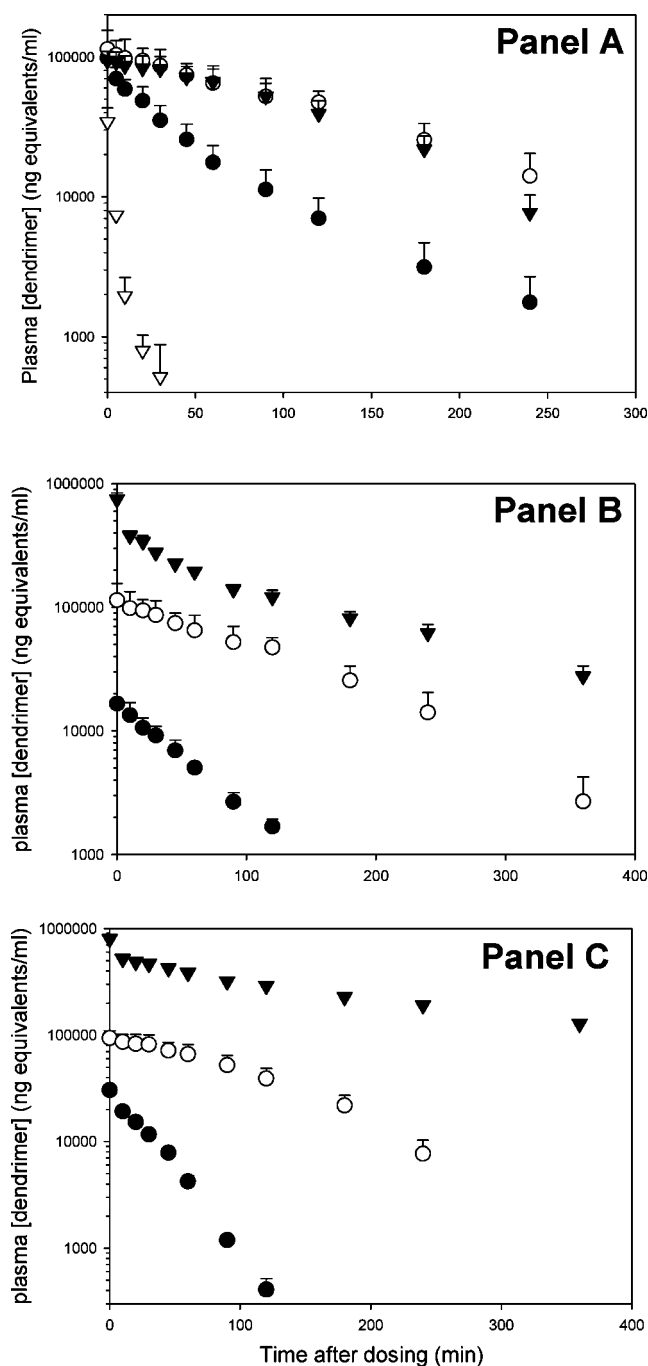 Panel A
Plasma [dendrimer] (ng equivalents/ml)
100000
10000
1000
0 50 100 150 200 250 300
Panel B
plasma [dendrimer] (ng equivalents/ml)
1000000
100000
10000
1000
0 100 200 300 400
Panel C
plasma [dendrimer] (ng equivalents/ml)
1000000
100000
10000
1000
0 100 200 300 400
Time after dosing (min)